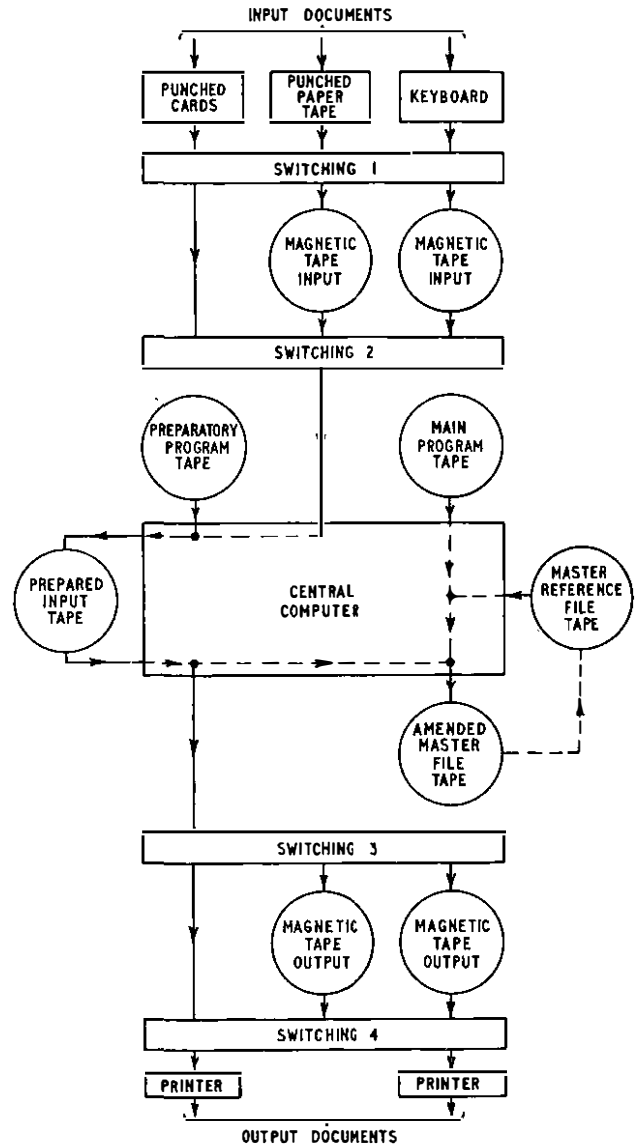 INPUT DOCUMENTS
PUNCHED
CARDS
PUNCHED
PAPER
TAPE
KEYBOARD
SWITCHING 1
MAGNETIC
TAPE
INPUT
MAGNETIC
TAPE
INPUT
SWITCHING 2
PREPARATORY
PROGRAM
TAPE
MAIN
PROGRAM
TAPE
PREPARED
INPUT
TAPE
CENTRAL
COMPUTER
MASTER
REFERENCE
FILE
TAPE
AMENDED
MASTER
FILE
TAPE
SWITCHING 3
MAGNETIC
TAPE
OUTPUT
MAGNETIC
TAPE
OUTPUT
SWITCHING 4
PRINTER
PRINTER
OUTPUT DOCUMENTS